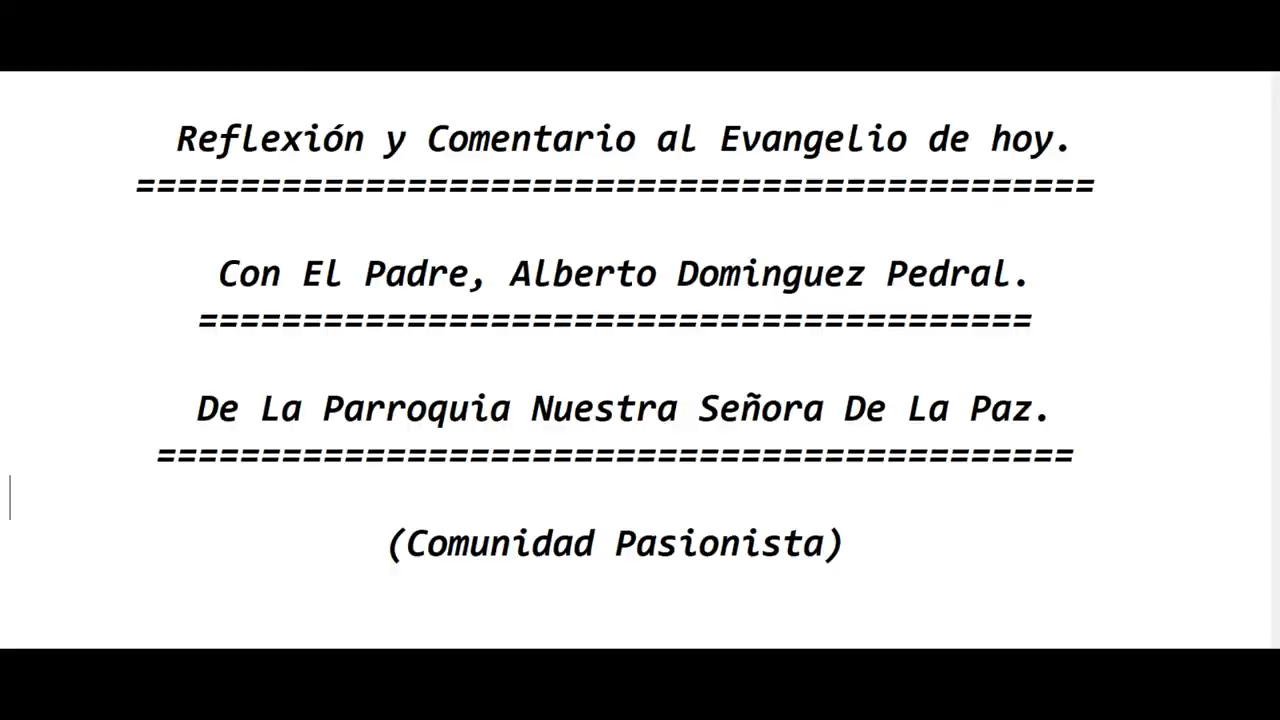 Reflexión y Comentario al Evangelio de hoy.
==============================================
Con El Padre, Alberto Dominguez Pedral.
========================================
De La Parroquia Nuestra Señora De La Paz.
============================================
(Comunidad Pasionista)